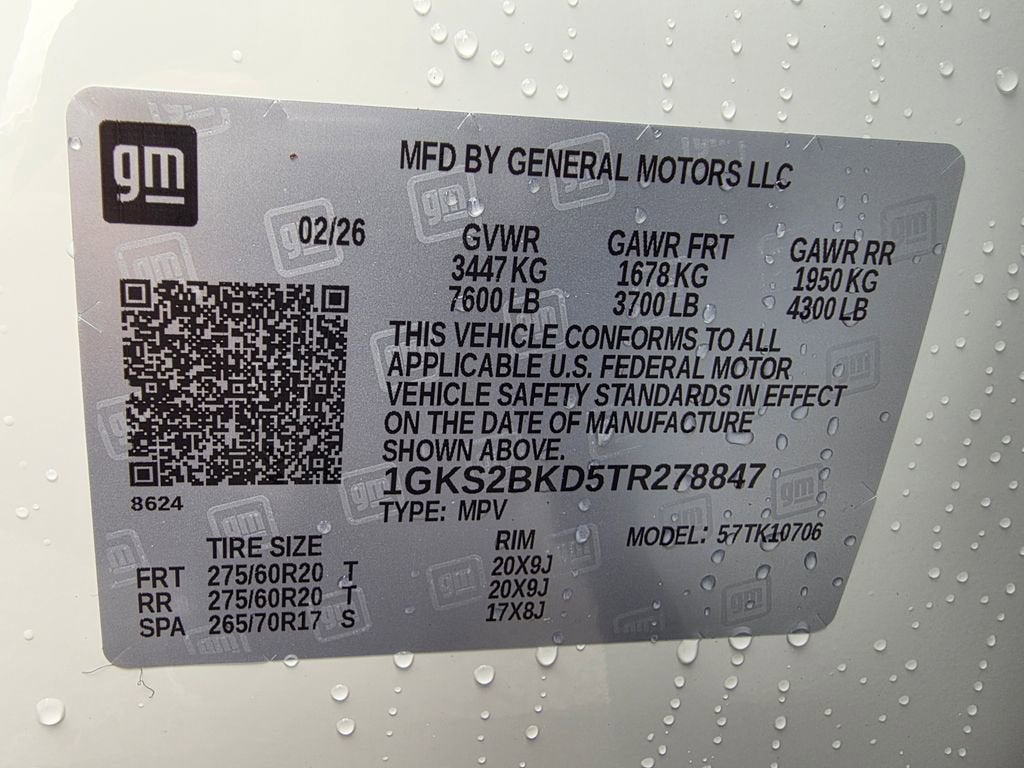 gm
MFD BY GENERAL MOTORS LLC
02/26
GVWR GAWR FRT GAWR RR
3447 KG 1678 KG 1950 KG
7600 LB 3700 LB 4300 LB
THIS VEHICLE CONFORMS TO ALL
APPLICABLE U.S. FEDERAL MOTOR
VEHICLE SAFETY STANDARDS IN EFFECT
ON THE DATE OF MANUFACTURE
SHOWN ABOVE.
1GKS2BKD5TR278847
8624
TYPE: MPV
MODEL: 57TK10706
TIRE SIZE RIM
FRT 275/60R20 T 20X9J
RR 275/60R20 T 20X9J
SPA 265/70R17 S 17X8J